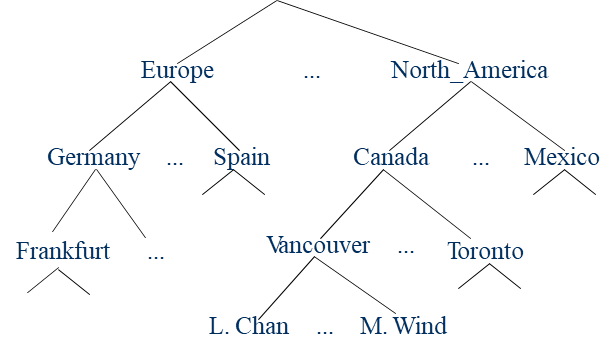 Europe ... North_America
Germany ... Spain Canada ... Mexico
Frankfurt ... Vancouver ... Toronto
L. Chan ... M. Wind